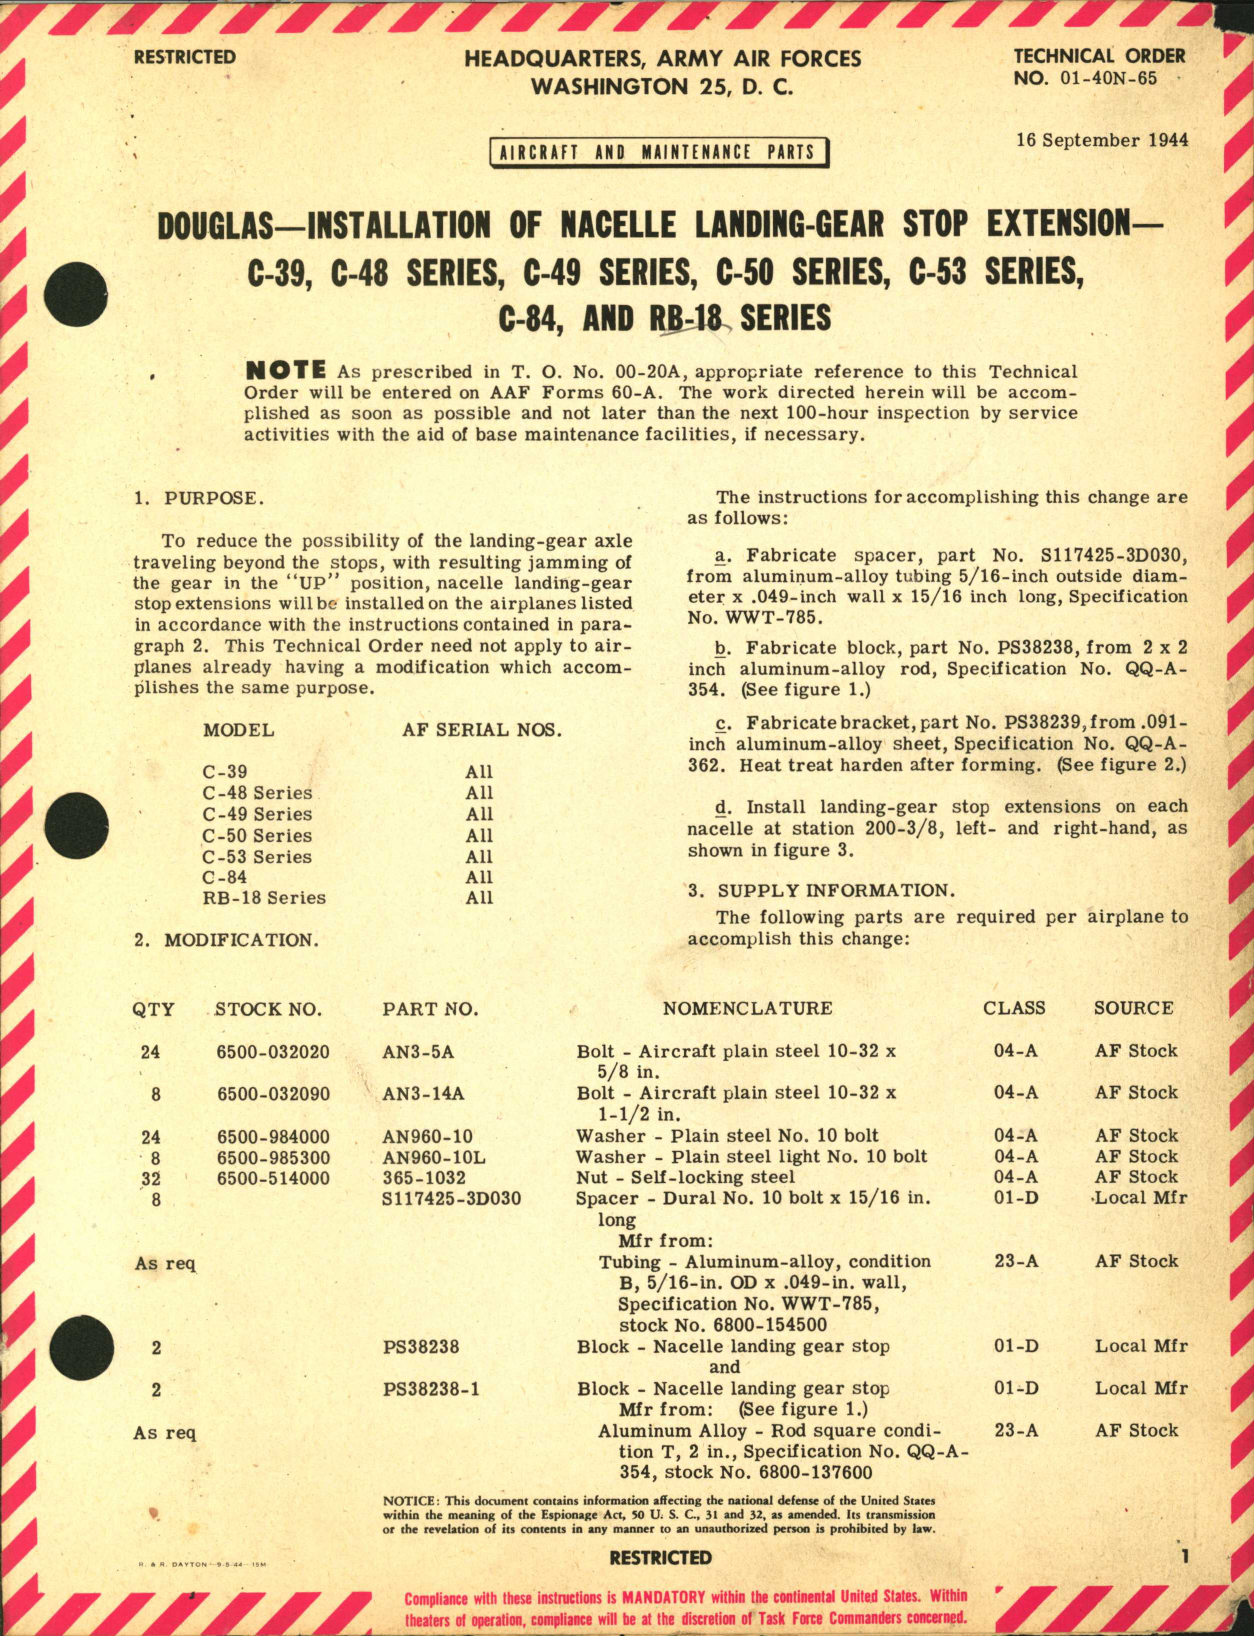 RESTRICTED
HEADQUARTERS, ARMY AIR FORCES
WASHINGTON 25, D. C.
TECHNICAL ORDER
NO. 01-40N-65
16 September 1944
AIRCRAFT AND MAINTENANCE PARTS
DOUGLAS—INSTALLATION OF NACELLE LANDING-GEAR STOP EXTENSION—
C-39, C-48 SERIES, C-49 SERIES, C-50 SERIES, C-53 SERIES,
C-84, AND RB-18 SERIES
NOTE As prescribed in T. O. No. 00-20A, appropriate reference to this Technical
Order will be entered on AAF Forms 60-A. The work directed herein will be accom-
plished as soon as possible and not later than the next 100-hour inspection by service
activities with the aid of base maintenance facilities, if necessary.
1. PURPOSE.
To reduce the possibility of the landing-gear axle
traveling beyond the stops, with resulting jamming of
the gear in the "UP" position, nacelle landing-gear
stop extensions will be installed on the airplanes listed
in accordance with the instructions contained in para-
graph 2. This Technical Order need not apply to air-
planes already having a modification which accom-
plishes the same purpose.
MODEL AF SERIAL NOS.
C-39 All
C-48 Series All
C-49 Series All
C-50 Series All
C-53 Series All
C-84 All
RB-18 Series All
2. MODIFICATION.
The instructions for accomplishing this change are
as follows:
a. Fabricate spacer, part No. S117425-3D030,
from aluminum-alloy tubing 5/16-inch outside diam-
eter x .049-inch wall x 15/16 inch long, Specification
No. WWT-785.
b. Fabricate block, part No. PS38238, from 2 x 2
inch aluminum-alloy rod, Specification No. QQ-A-
354. (See figure 1.)
c. Fabricate bracket, part No. PS38239, from .091-
inch aluminum-alloy sheet, Specification No. QQ-A-
362. Heat treat harden after forming. (See figure 2.)
d. Install landing-gear stop extensions on each
nacelle at station 200-3/8, left- and right-hand, as
shown in figure 3.
3. SUPPLY INFORMATION.
The following parts are required per airplane to
accomplish this change:
QTY STOCK NO. PART NO. NOMENCLATURE CLASS SOURCE
24 6500-032020 AN3-5A Bolt - Aircraft plain steel 10-32 x 04-A AF Stock
5/8 in.
8 6500-032090 AN3-14A Bolt - Aircraft plain steel 10-32 x 04-A AF Stock
1-1/2 in.
24 6500-984000 AN960-10 Washer - Plain steel No. 10 bolt 04-A AF Stock
8 6500-985300 AN960-10L Washer - Plain steel light No. 10 bolt 04-A AF Stock
32 6500-514000 365-1032 Nut - Self-locking steel 04-A AF Stock
8 S117425-3D030 Spacer - Dural No. 10 bolt x 15/16 in. 01-D Local Mfr
long
Mfr from:
As req Tubing - Aluminum-alloy, condition 23-A AF Stock
B, 5/16-in. OD x .049-in. wall,
Specification No. WWT-785,
stock No. 6800-154500
2 PS38238 Block - Nacelle landing gear stop 01-D Local Mfr
and
2 PS38238-1 Block - Nacelle landing gear stop 01-D Local Mfr
Mfr from: (See figure 1.)
As req Aluminum Alloy - Rod square condi- 23-A AF Stock
tion T, 2 in., Specification No. QQ-A-
354, stock No. 6800-137600
NOTICE: This document contains information affecting the national defense of the United States
within the meaning of the Espionage Act, 50 U. S. C., 31 and 32, as amended. Its transmission
or the revelation of its contents in any manner to an unauthorized person is prohibited by law.
R. & R. DAYTON--9-5-44--15M
RESTRICTED
1
Compliance with these instructions is MANDATORY within the continental United States. Within
theaters of operation, compliance will be at the discretion of Task Force Commanders concerned.